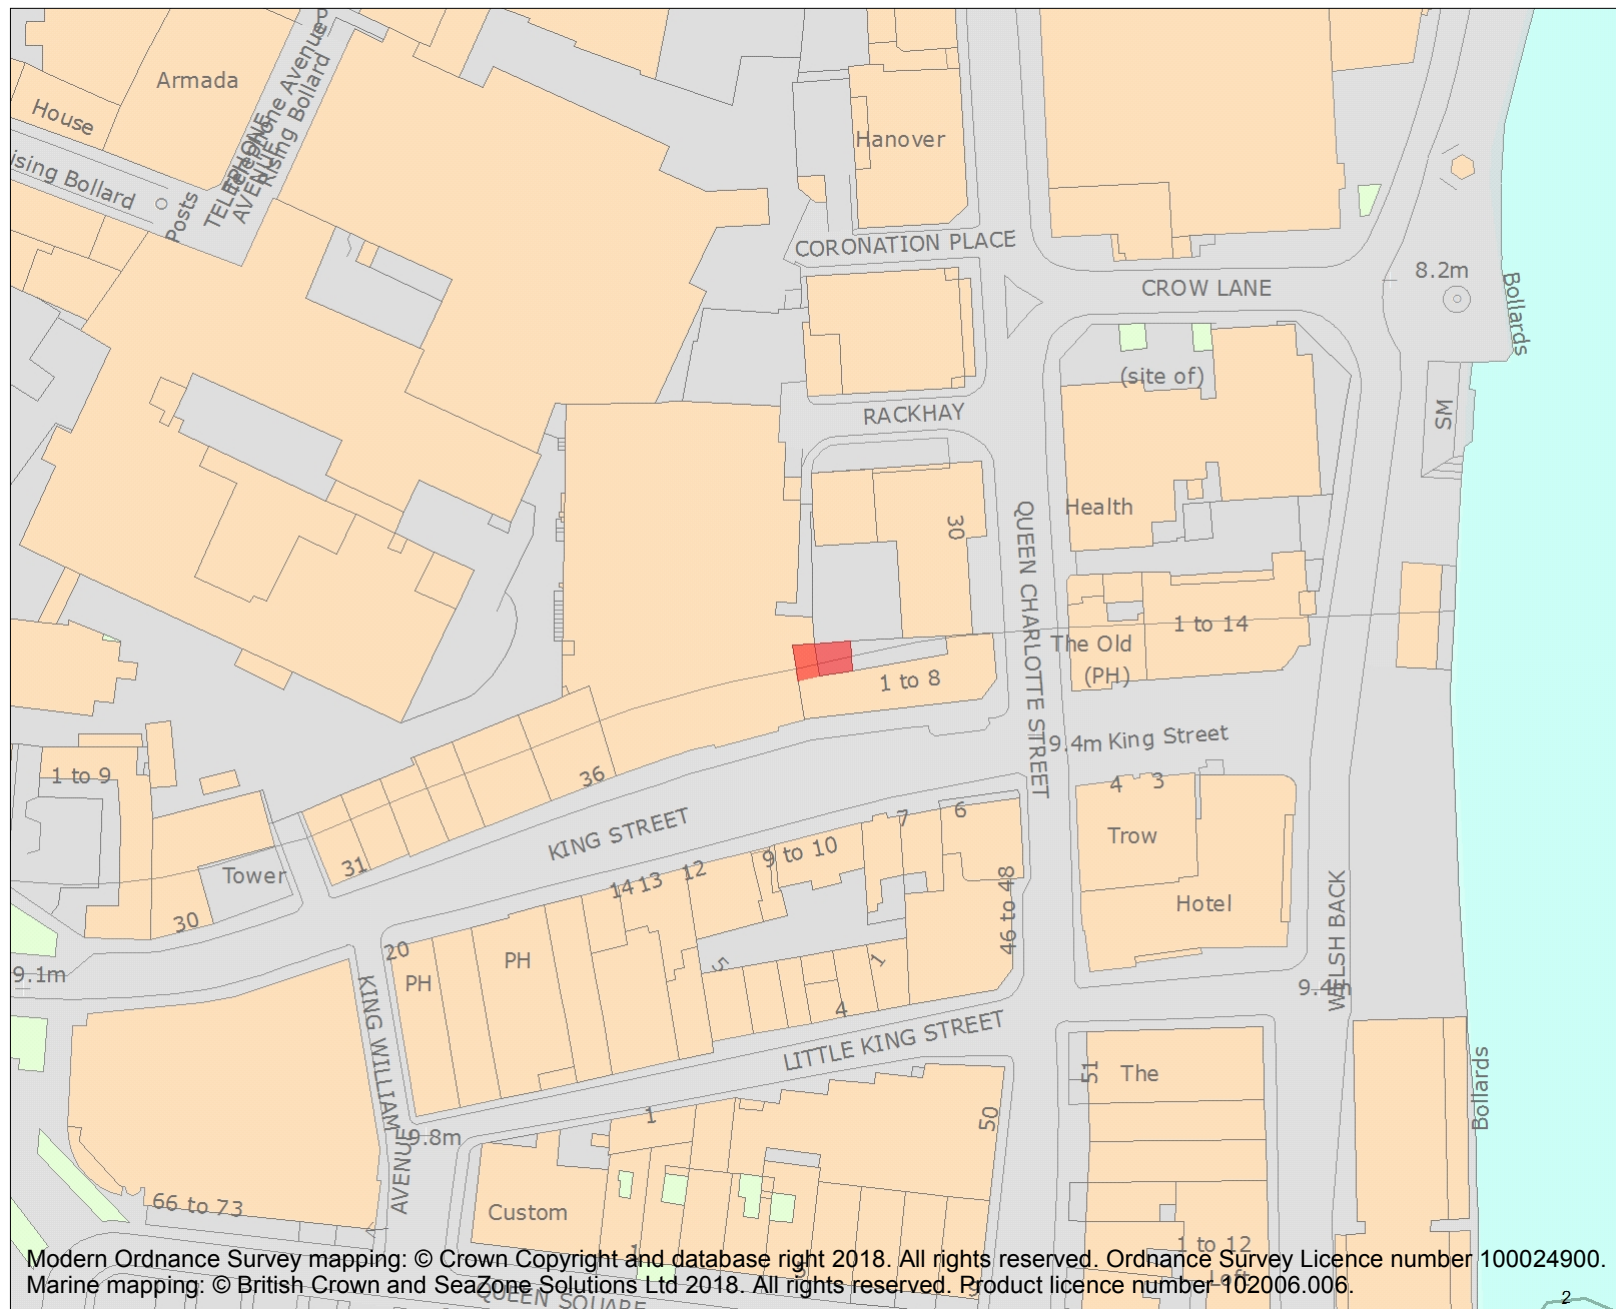 Armada
House
Rising Bollard
Telephone Avenue
TELEPHONE
AVENUE
ising Bollard
Posts
Hanover
CORONATION PLACE
CROW LANE
8.2m
Bollards
(site of)
SM
RACKHAY
Health
30
QUEEN CHARLOTTE STREET
The Old
(PH)
1 to 14
1 to 8
9.4m
King Street
1 to 9
36
31
KING STREET
Tower
30
4
3
Trow
Hotel
7
6
9 to 10
12
13
14
46 to 48
WELSH BACK
9.4m
20
PH
PH
5
1
4
9.1m
KING WILLIAM
AVENUE
LITTLE KING STREET
51
The
Bollards
1
50
9.8m
66 to 73
Custom
1 to 12
Loft
QUEEN SQUARE
Modern Ordnance Survey mapping: © Crown Copyright and database right 2018. All rights reserved. Ordnance Survey Licence number 100024900.
Marine mapping: © British Crown and SeaZone Solutions Ltd 2018. All rights reserved. Product licence number 102006.006.
2